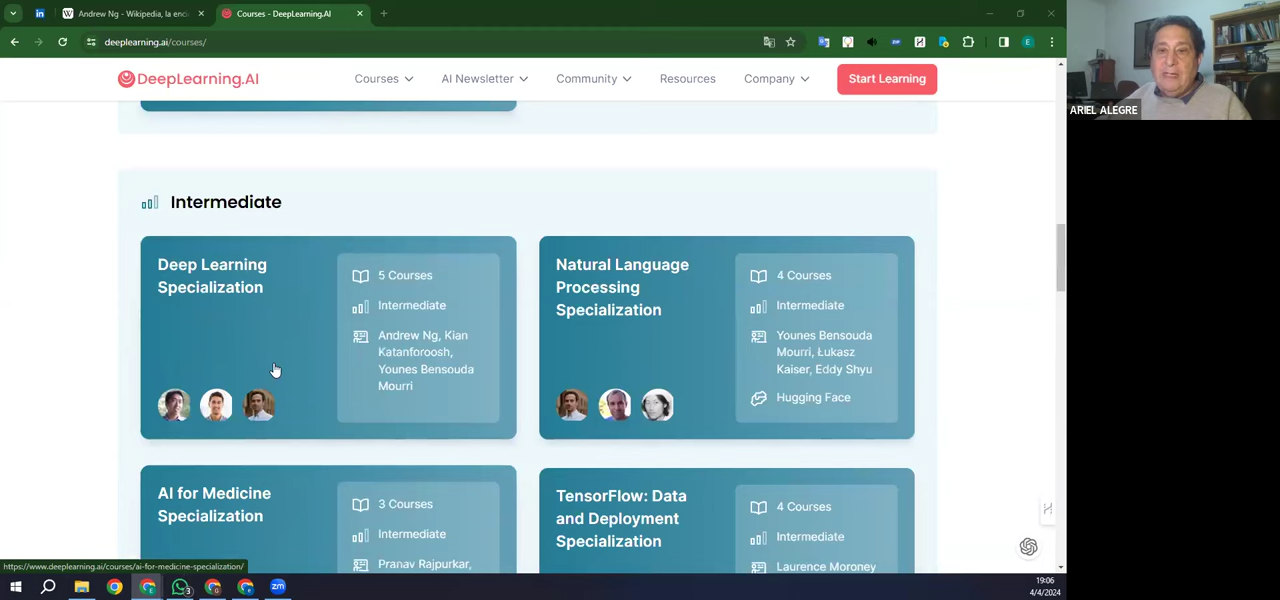 Andrew Ng - Wikipedia, la enci
Courses - DeepLearning.AI
deeplearning.ai/courses/
ARIEL ALEGRE
DeepLearning.AI
Courses
AI Newsletter
Community
Resources
Company
Start Learning
Intermediate
Deep Learning
Specialization
5 Courses
Intermediate
Andrew Ng, Kian
Katanforoosh,
Younes Bensouda
Mourri
Natural Language
Processing
Specialization
4 Courses
Intermediate
Younes Bensouda
Mourri, Łukasz
Kaiser, Eddy Shyu
Hugging Face
AI for Medicine
Specialization
3 Courses
Intermediate
Pranav Rajpurkar,
TensorFlow: Data
and Deployment
Specialization
4 Courses
Intermediate
Laurence Moroney
https://www.deeplearning.ai/courses/ai-for-medicine-specialization/
3
zm
19:06
4/4/2024